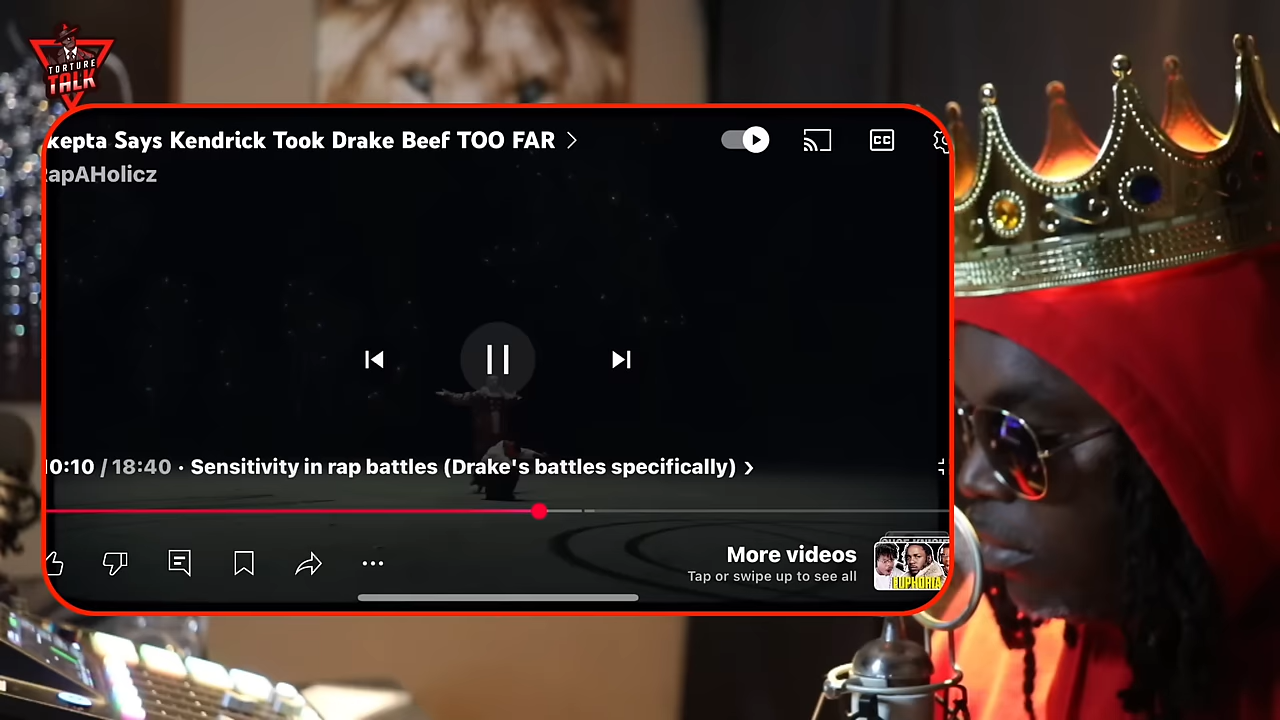 TORTURE
TALK
kepta Says Kendrick Took Drake Beef TOO FAR
apAHolicz
CC
0:10 / 18:40 · Sensitivity in rap battles (Drake's battles specifically)
More videos
Tap or swipe up to see all
EUPHORIA